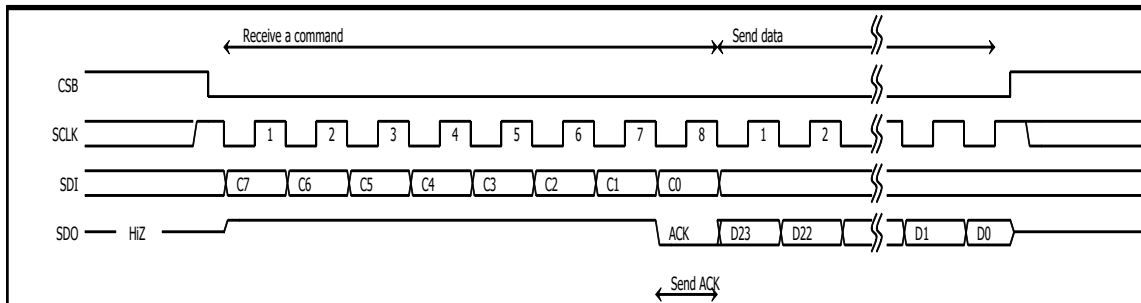 Receive a command Send data
CSB
SCLK 1 2 3 4 5 6 7 8 1 2
SDI C7 C6 C5 C4 C3 C2 C1 C0
SDO HiZ ACK D23 D22 D1 D0
Send ACK